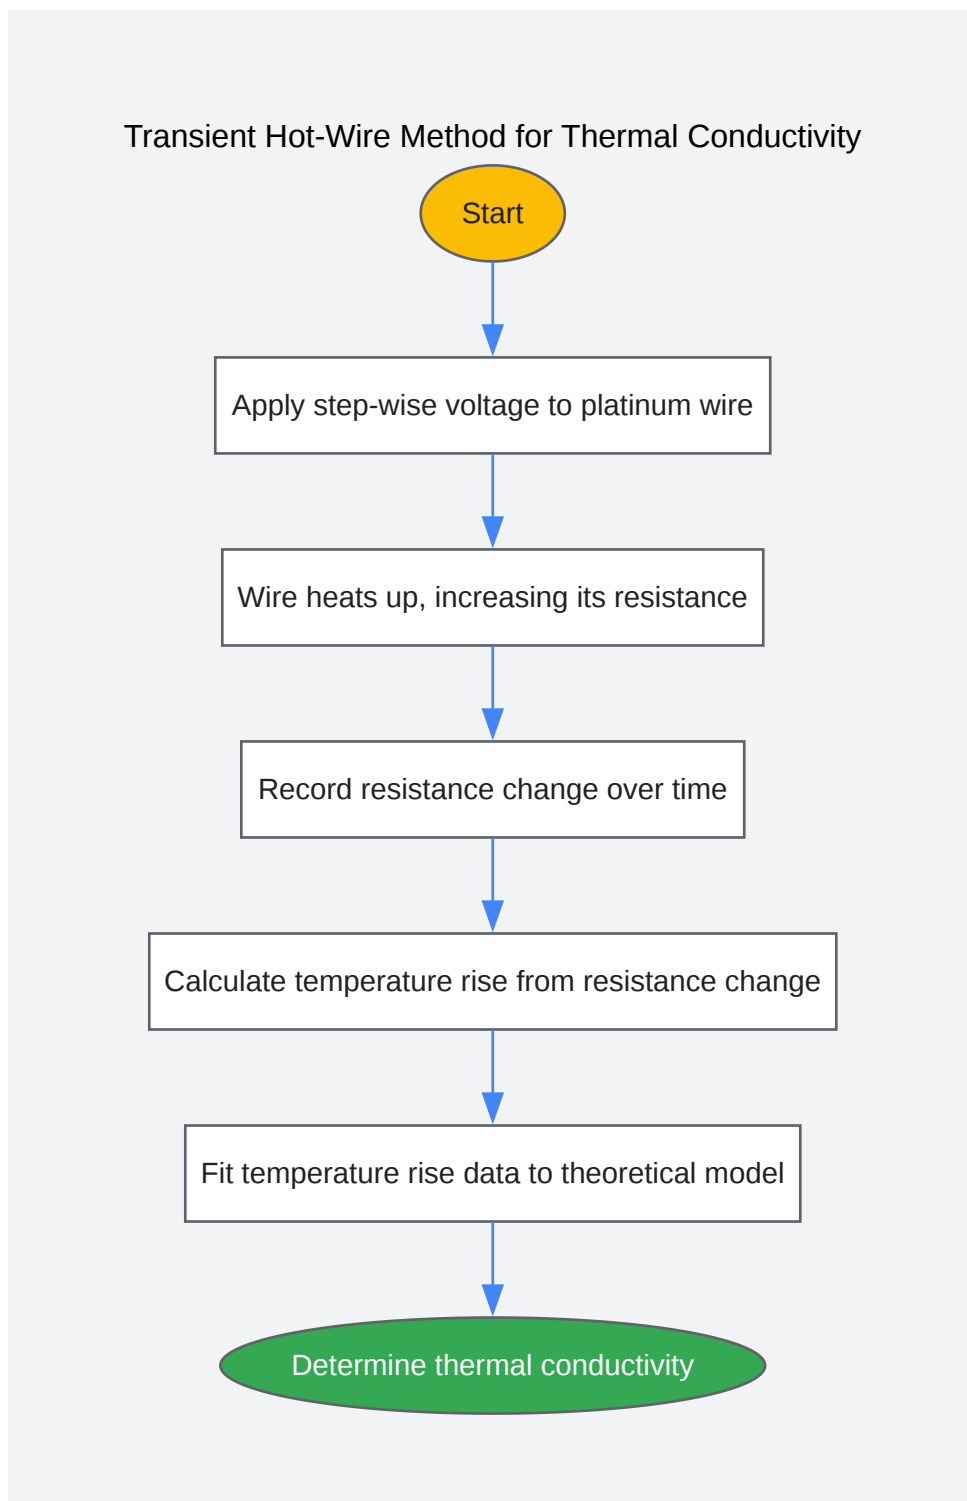 Transient Hot-Wire Method for Thermal Conductivity
Start
Apply step-wise voltage to platinum wire
Wire heats up, increasing its resistance
Record resistance change over time
Calculate temperature rise from resistance change
Fit temperature rise data to theoretical model
Determine thermal conductivity